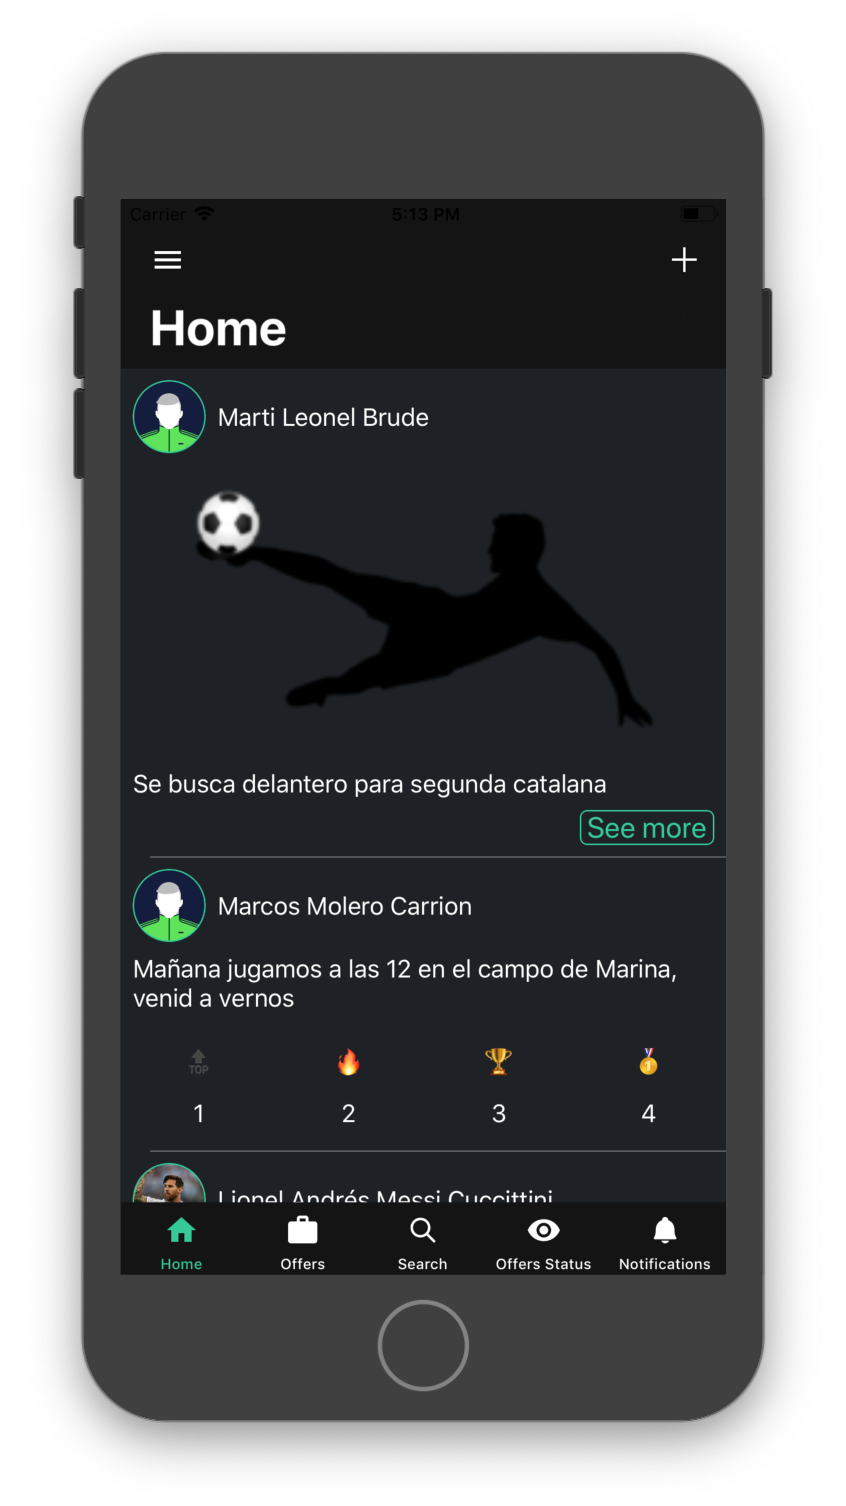 Carrier 5:13 PM
Home
Marti Leonel Brude
Se busca delantero para segunda catalana
See more
Marcos Molero Carrion
Mañana jugamos a las 12 en el campo de Marina,
venid a vernos
TOP
1
1 2 3 4
Lionel Andrés Messi Cuccittini
Home Offers Search Offers Status Notifications